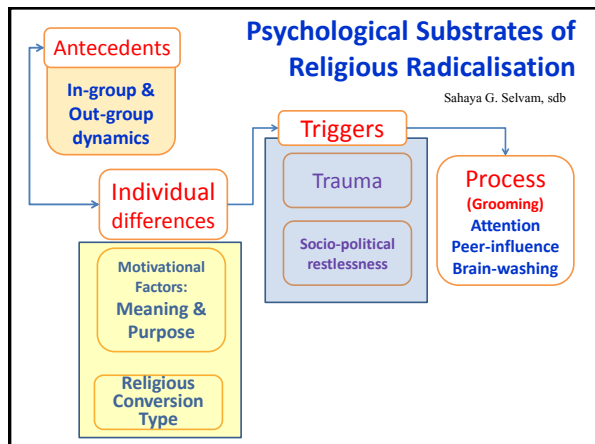 Psychological Substrates of
Religious Radicalisation
Sahaya G. Selvam, sdb
Antecedents
In-group &
Out-group
dynamics
Individual
differences
Motivational
Factors:
Meaning &
Purpose
Religious
Conversion
Type
Triggers
Trauma
Socio-political
restlessness
Process
(Grooming)
Attention
Peer-influence
Brain-washing